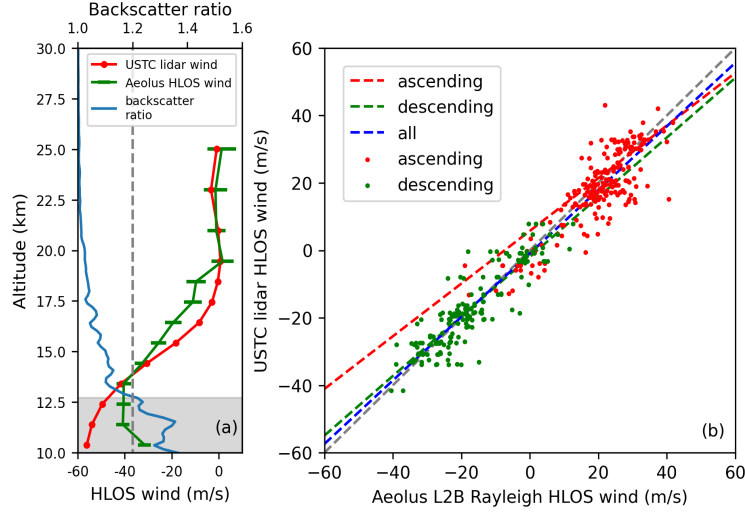 Backscatter ratio
1.0 1.2 1.4 1.6
30.0
27.5
25.0
22.5
20.0
17.5
15.0
12.5
10.0
Altitude (km)
USTC lidar wind
Aeolus HLOS wind
backscatter
ratio
(a)
-60 -40 -20 0
HLOS wind (m/s)
60
40
20
0
−20
−40
−60
USTC lidar HLOS wind (m/s)
ascending
descending
all
ascending
descending
(b)
−60 −40 −20 0 20 40 60
Aeolus L2B Rayleigh HLOS wind (m/s)